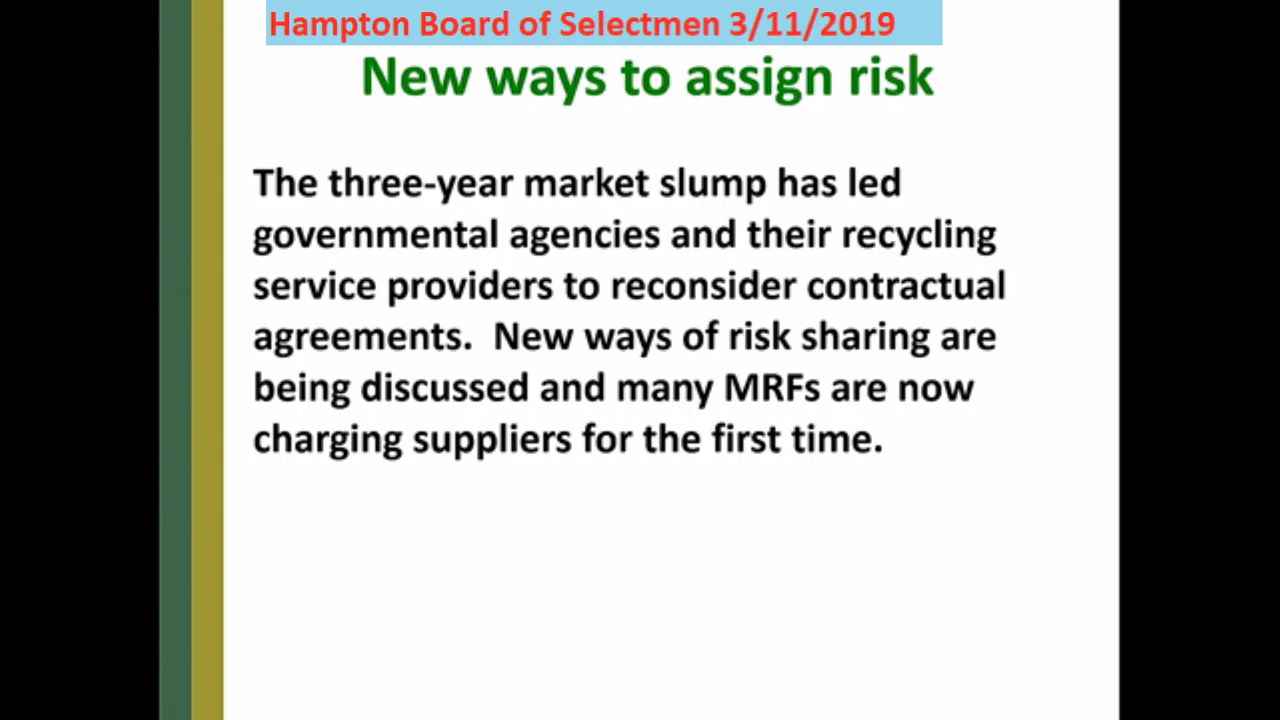 Hampton Board of Selectmen 3/11/2019
New ways to assign risk
The three-year market slump has led
governmental agencies and their recycling
service providers to reconsider contractual
agreements.  New ways of risk sharing are
being discussed and many MRFs are now
charging suppliers for the first time.